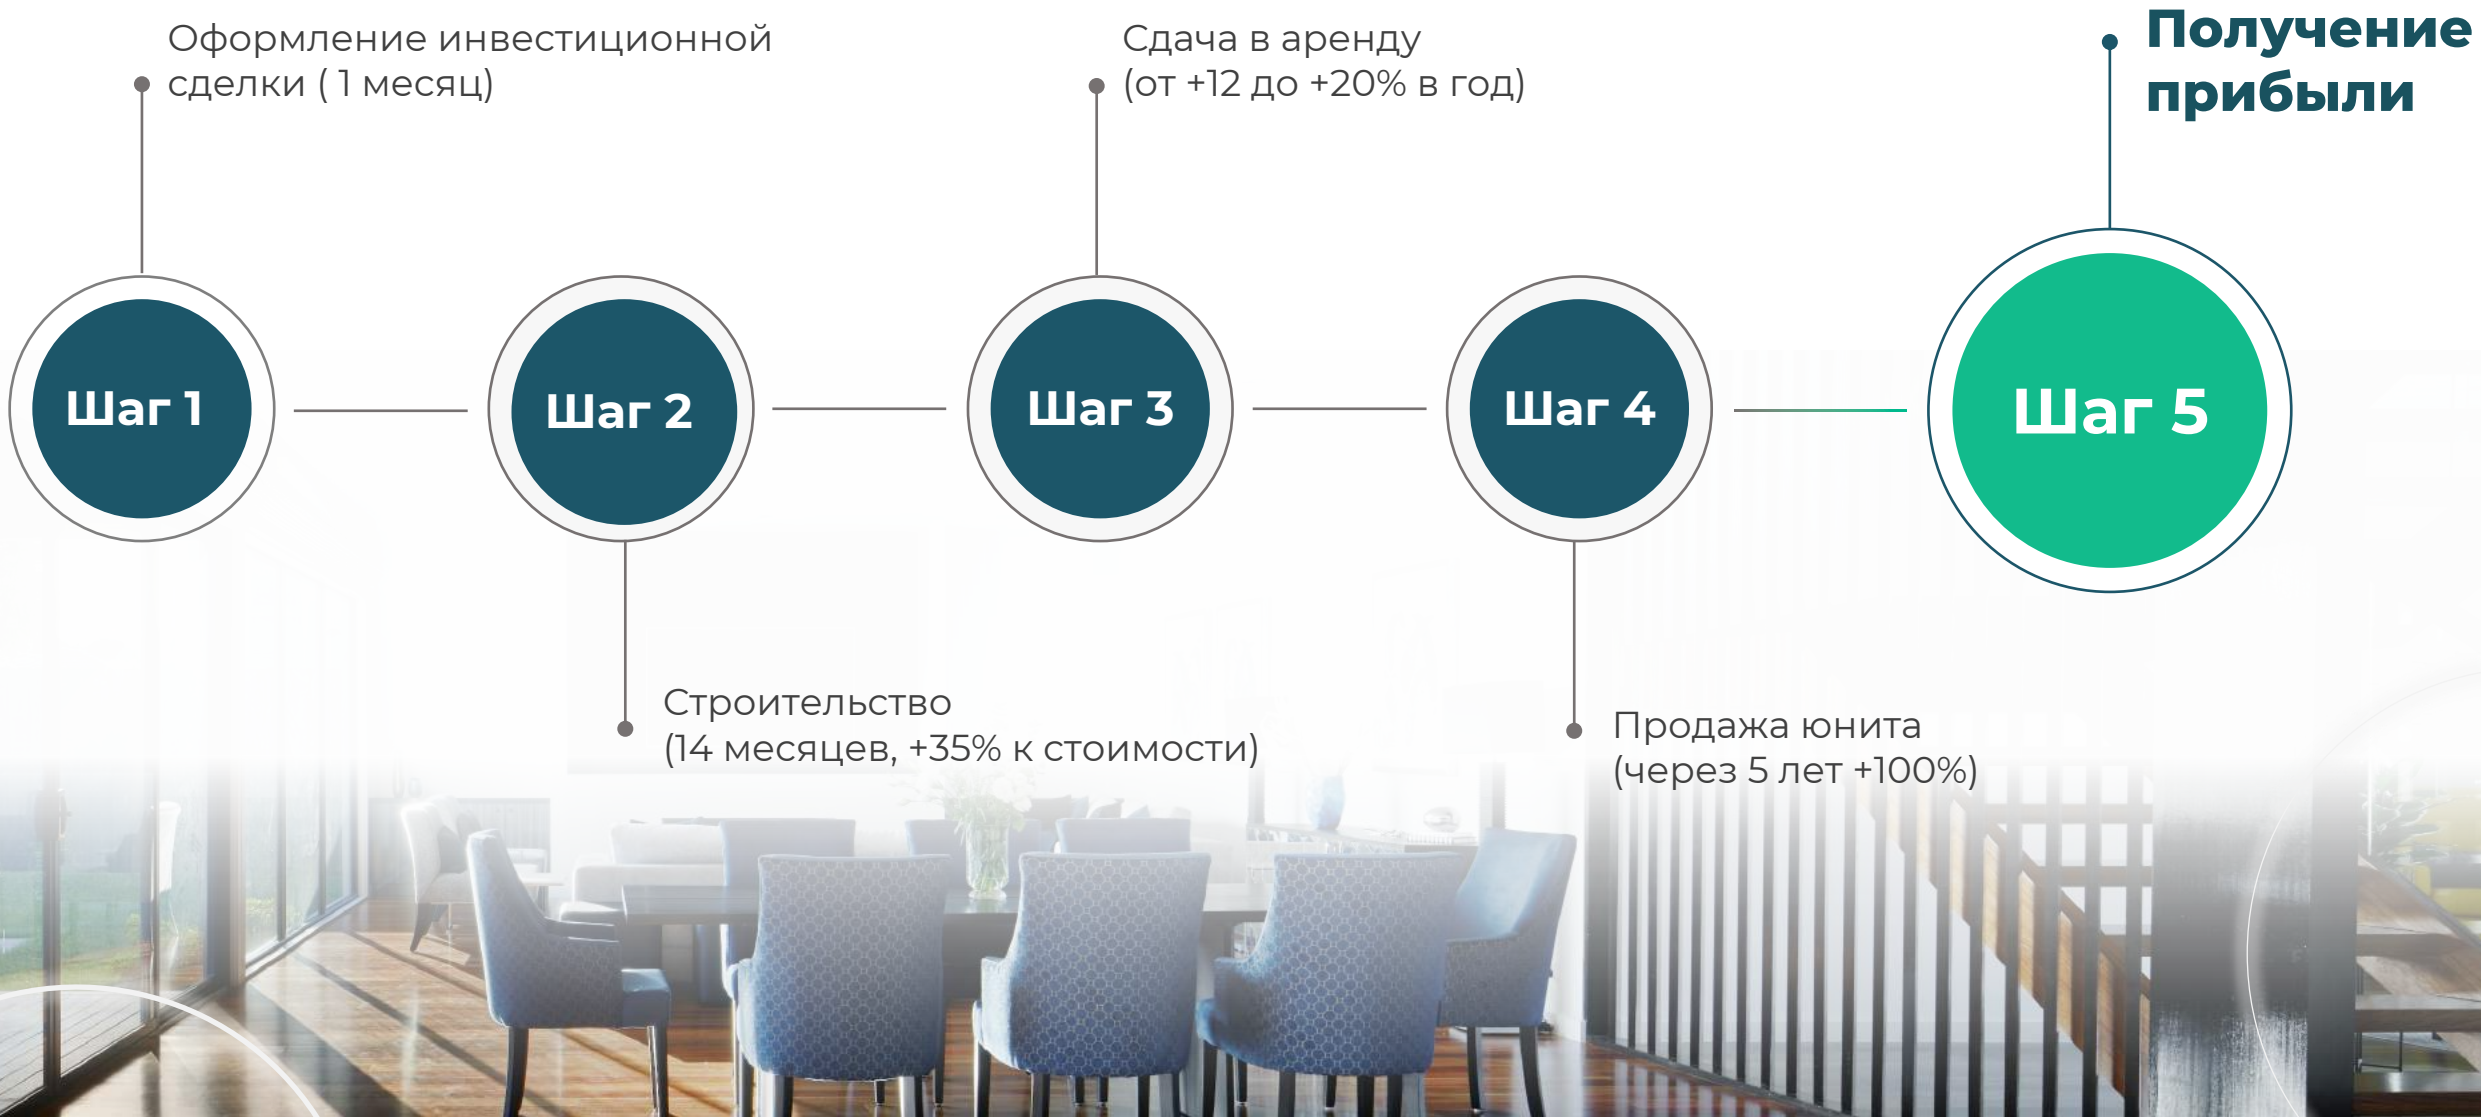 Оформление инвестиционной
сделки ( 1 месяц)
Сдача в аренду
(от +12 до +20% в год)
Получение
прибыли
Шаг 1
Шаг 2
Шаг 3
Шаг 4
Шаг 5
Строительство
(14 месяцев, +35% к стоимости)
Продажа юнита
(через 5 лет +100%)